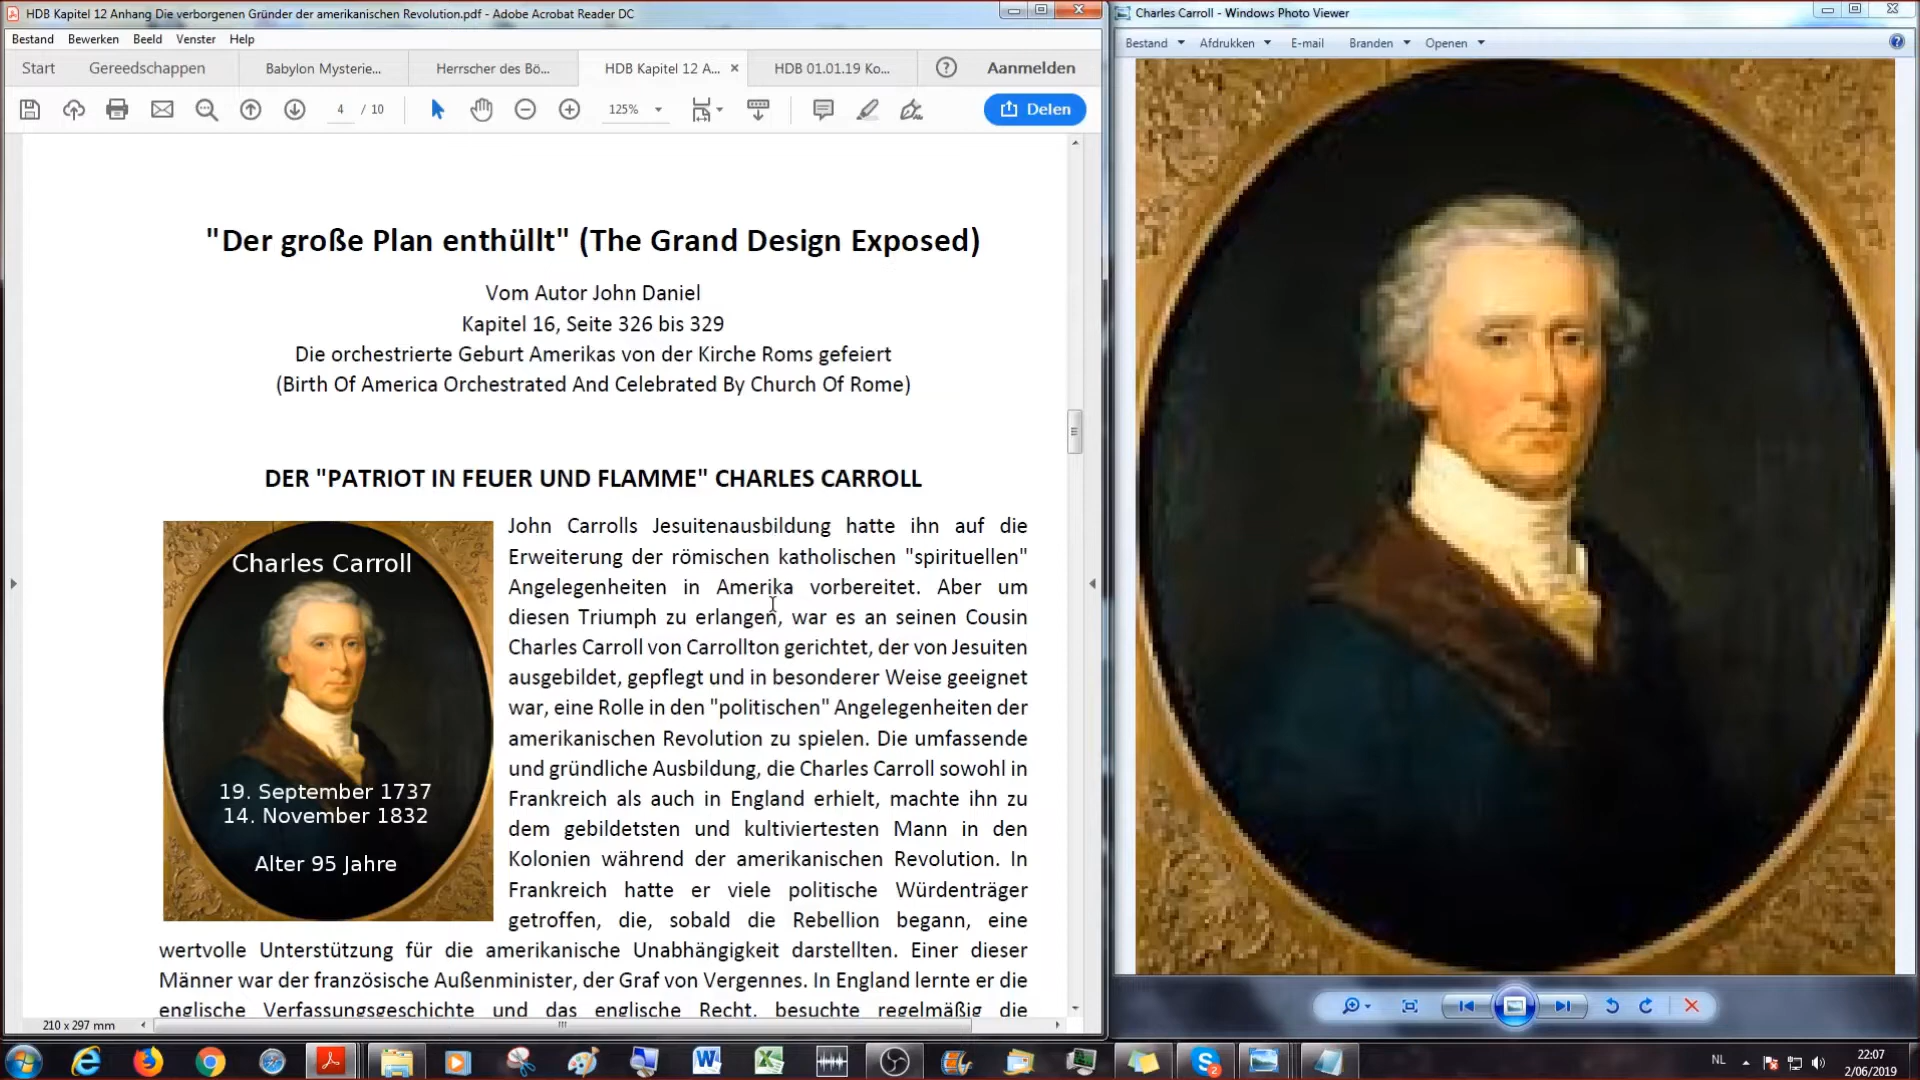 HDB Kapitel 12 Anhang Die verborgenen Gründer der amerikanischen Revolution.pdf - Adobe Acrobat Reader DC
Bestand Bewerken Beeld Venster Help
Start Gereedschappen Babylon Mysterie... Herrscher des Bö... HDB Kapitel 12 A... × HDB 01.01.19 Ko... ? Aanmelden
4 / 10 125% Delen
"Der große Plan enthüllt" (The Grand Design Exposed)
Vom Autor John Daniel
Kapitel 16, Seite 326 bis 329
Die orchestrierte Geburt Amerikas von der Kirche Roms gefeiert
(Birth Of America Orchestrated And Celebrated By Church Of Rome)
DER "PATRIOT IN FEUER UND FLAMME" CHARLES CARROLL
Charles Carroll
19. September 1737
14. November 1832
Alter 95 Jahre
John Carrolls Jesuitenausbildung hatte ihn auf die
Erweiterung der römischen katholischen "spirituellen"
Angelegenheiten in Amerika vorbereitet. Aber um
diesen Triumph zu erlangen, war es an seinen Cousin
Charles Carroll von Carrollton gerichtet, der von Jesuiten
ausgebildet, gepflegt und in besonderer Weise geeignet
war, eine Rolle in den "politischen" Angelegenheiten der
amerikanischen Revolution zu spielen. Die umfassende
und gründliche Ausbildung, die Charles Carroll sowohl in
Frankreich als auch in England erhielt, machte ihn zu
dem gebildetsten und kultiviertesten Mann in den
Kolonien während der amerikanischen Revolution. In
Frankreich hatte er viele politische Würdenträger
getroffen, die, sobald die Rebellion begann, eine
wertvolle Unterstützung für die amerikanische Unabhängigkeit darstellten. Einer dieser
Männer war der französische Außenminister, der Graf von Vergennes. In England lernte er die
englische Verfassungsgeschichte und das englische Recht, besuchte regelmäßig die
210 x 297 mm
Charles Carroll - Windows Photo Viewer
Bestand Afdrukken E-mail Branden Openen
NL
22:07
2/06/2019